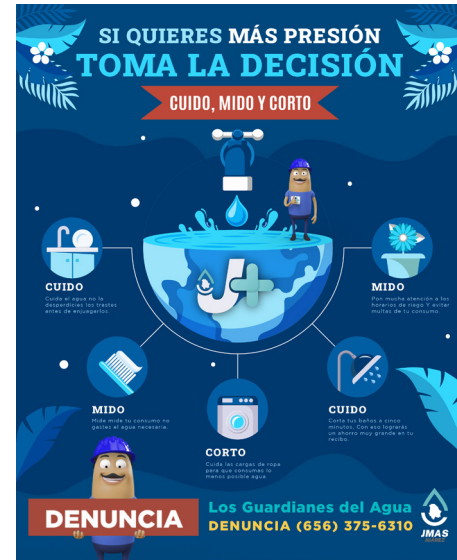 SI QUIERES MÁS PRESIÓN
TOMA LA DECISIÓN
CUIDO, MIDO Y CORTO
J+
CUIDO
Cuida el agua no la
desperdicies los trastes
antes de enjuagarlos.
MIDO
Pon mucha atención a los
horarios de riego Y evitar
multas de tu consumo.
MIDO
Mide mide tu consumo no
gastes el agua necesaria.
CUIDO
Corta tus baños a cinco
minutos, Con eso lograrás
un ahorro muy grande en tu
recibo.
CORTO
Cuida las cargas de ropa
para que consumas lo
menos posible agua
DENUNCIA
Los Guardianes del Agua
DENUNCIA (656) 375-6310
JMAS
JUÁREZ